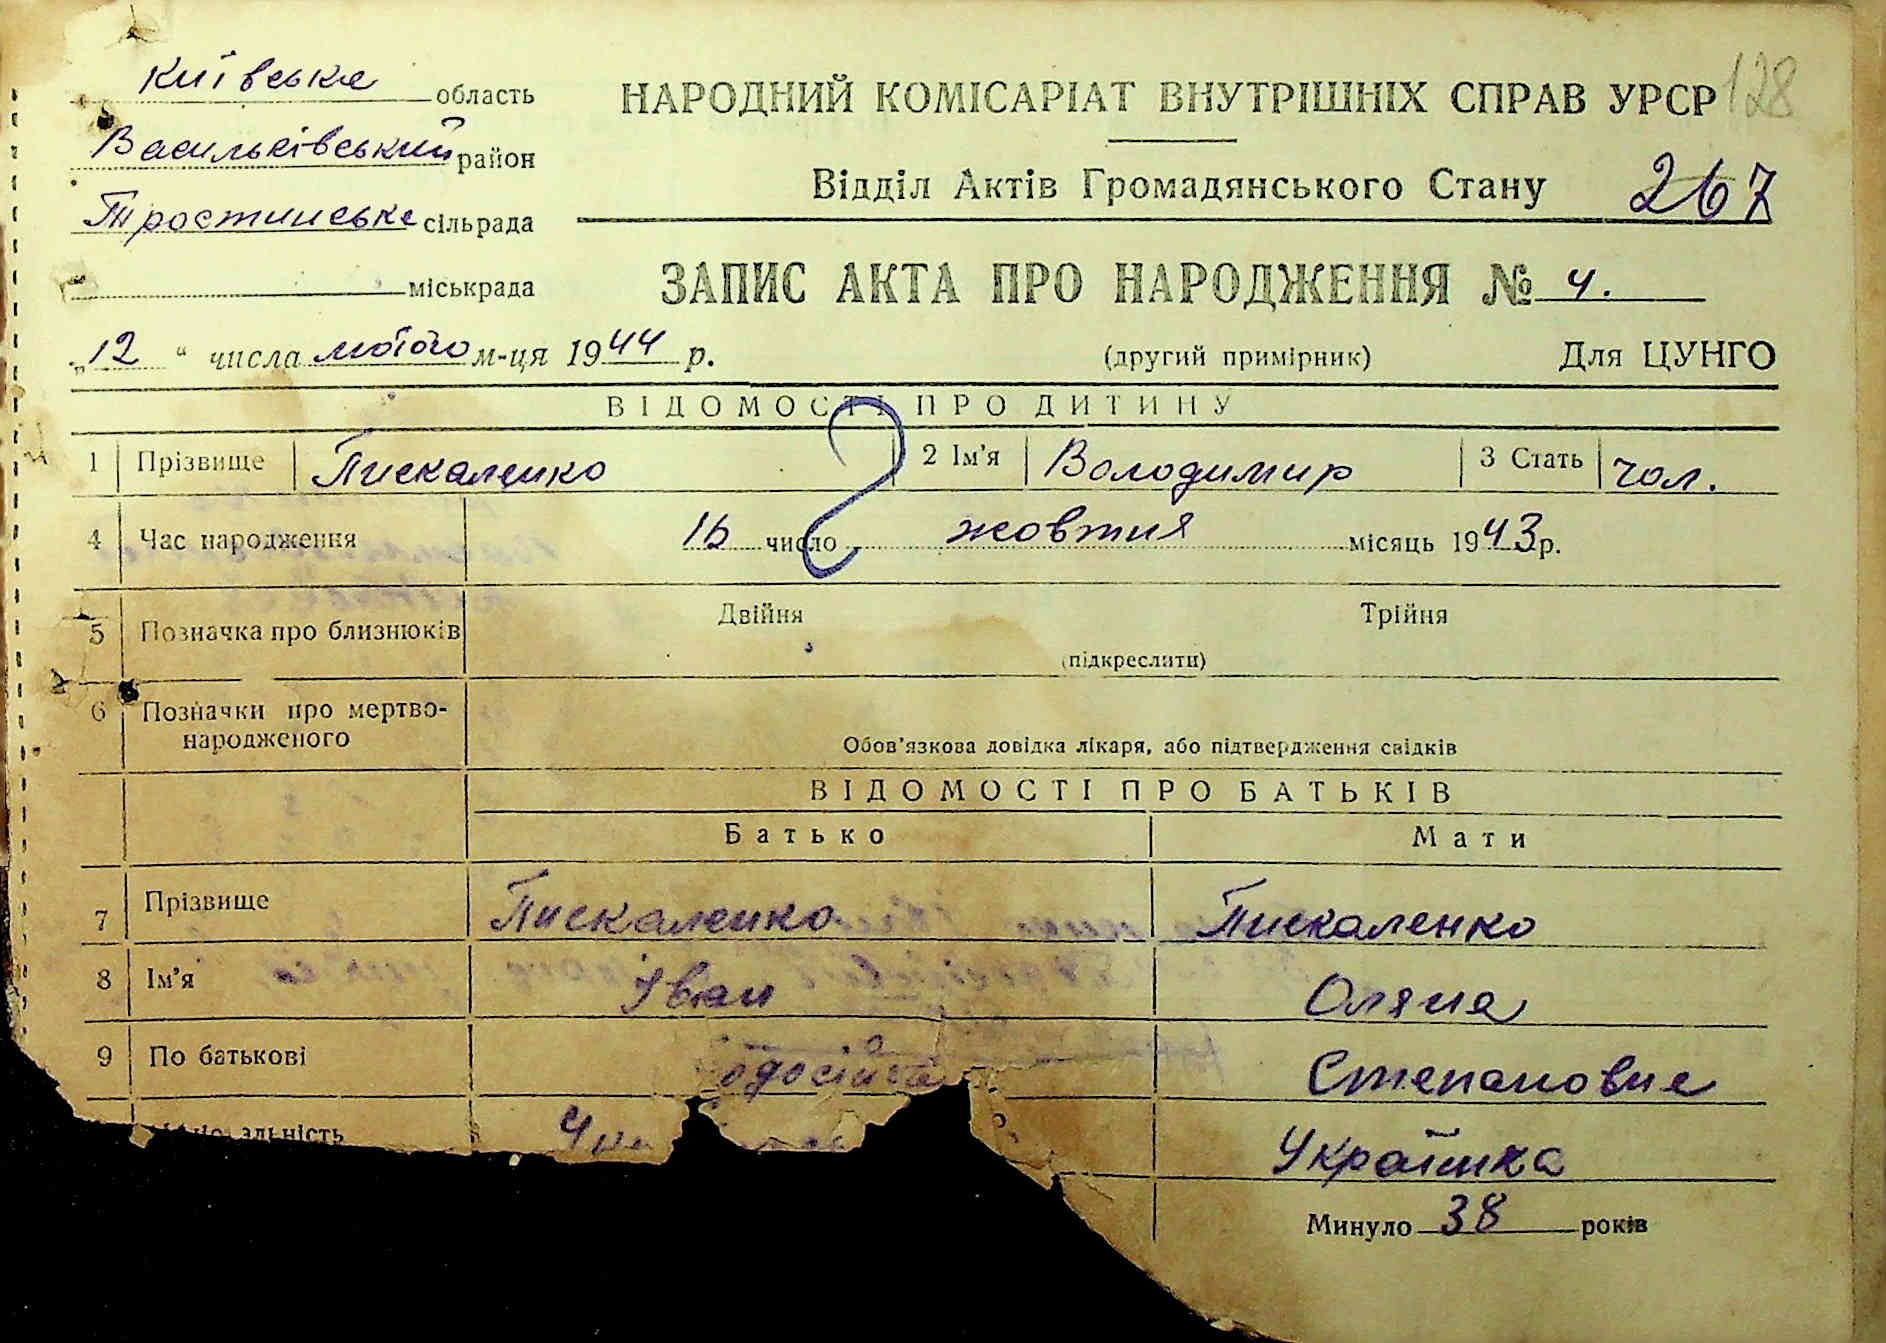 128
Київська область
НАРОДНИЙ КОМІСАРІАТ ВНУТРІШНІХ СПРАВ УРСР
Васильківський район
Відділ Актів Громадянського Стану 267
Тростинська сільрада
міськрада
ЗАПИС АКТА ПРО НАРОДЖЕННЯ № 4.
„12“ числа лютого м-ця 1944 р.
(другий примірник) Для ЦУНГО
ВІДОМОСТІ ПРО ДИТИНУ
1 Прізвище Пискаленко 2 Ім'я Володимир 3 Стать чол.
4 Час народження 16 число жовтня місяць 1943 р.
5 Позначка про близнюків Двійня Трійня
(підкреслити)
6 Позначки про мертво-
народженого
Обов'язкова довідка лікаря, або підтвердження свідків
ВІДОМОСТІ ПРО БАТЬКІВ
Батько Мати
7 Прізвище Пискаленко Пискаленко
8 Ім'я Іван Оляна
9 По батькові Степановна
Українка
Минуло 38 років